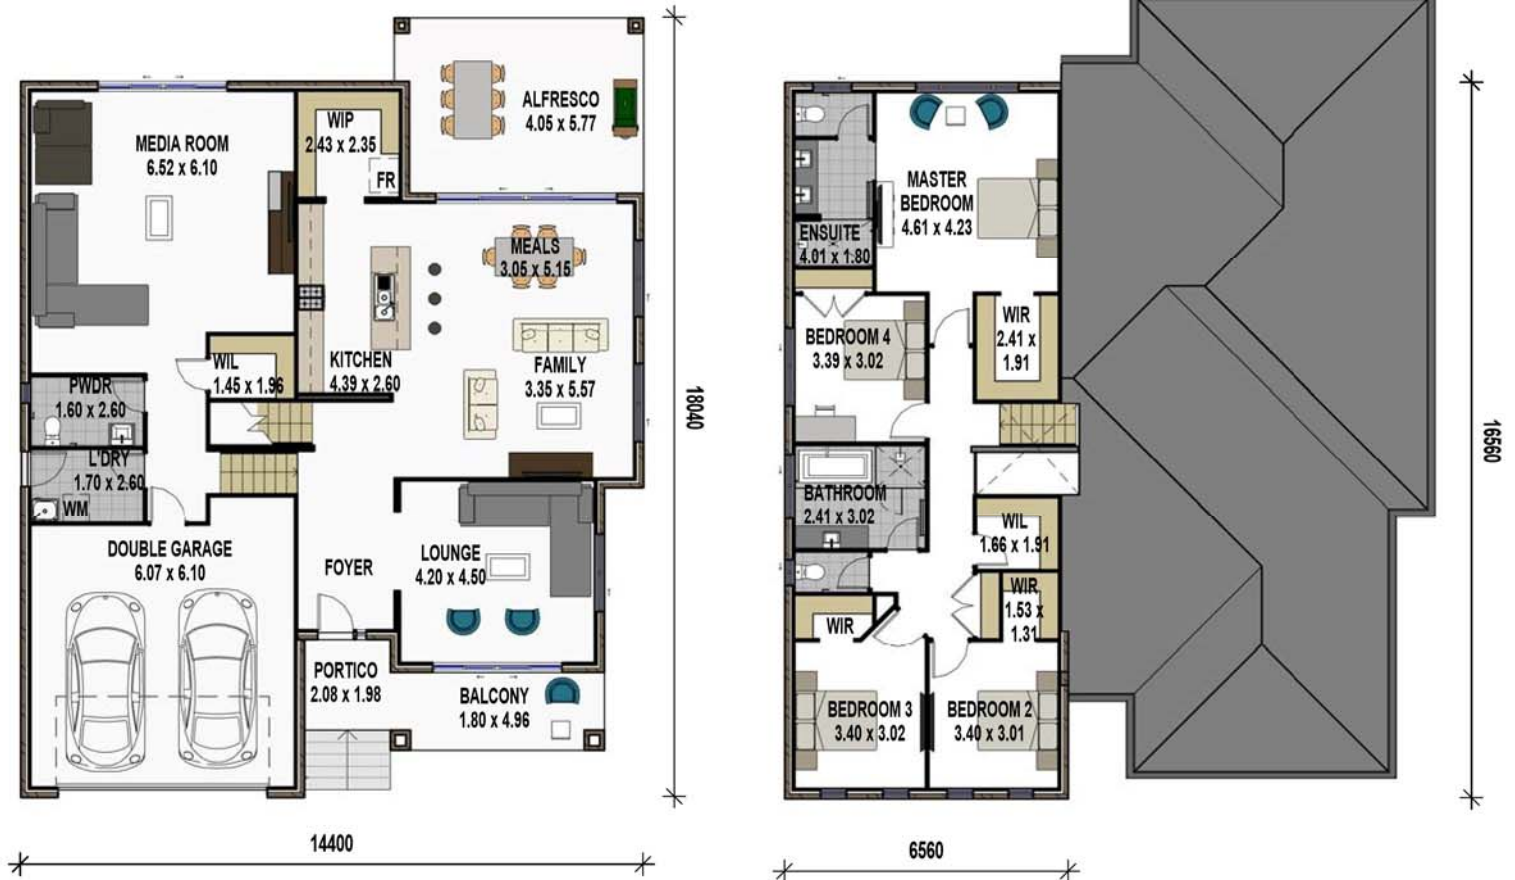 ALFRESCO
4.05 x 5.77
WIP
2.43 x 2.35
FR
MEDIA ROOM
6.52 x 6.10
MEALS
3.05 x 5.15
KITCHEN
4.39 x 2.60
FAMILY
3.35 x 5.57
WIL
1.45 x 1.96
PWDR
1.60 x 2.60
L'DRY
1.70 x 2.60
WM
DOUBLE GARAGE
6.07 x 6.10
FOYER
LOUNGE
4.20 x 4.50
PORTICO
2.08 x 1.98
BALCONY
1.80 x 4.96
18040
14400
MASTER
BEDROOM
4.61 x 4.23
ENSUITE
4.01 x 1.80
WIR
2.41 x
1.91
BEDROOM 4
3.39 x 3.02
BATHROOM
2.41 x 3.02
WIL
1.66 x 1.91
WIR
1.53 x
1.31
WIR
BEDROOM 3
3.40 x 3.02
BEDROOM 2
3.40 x 3.01
16560
6560